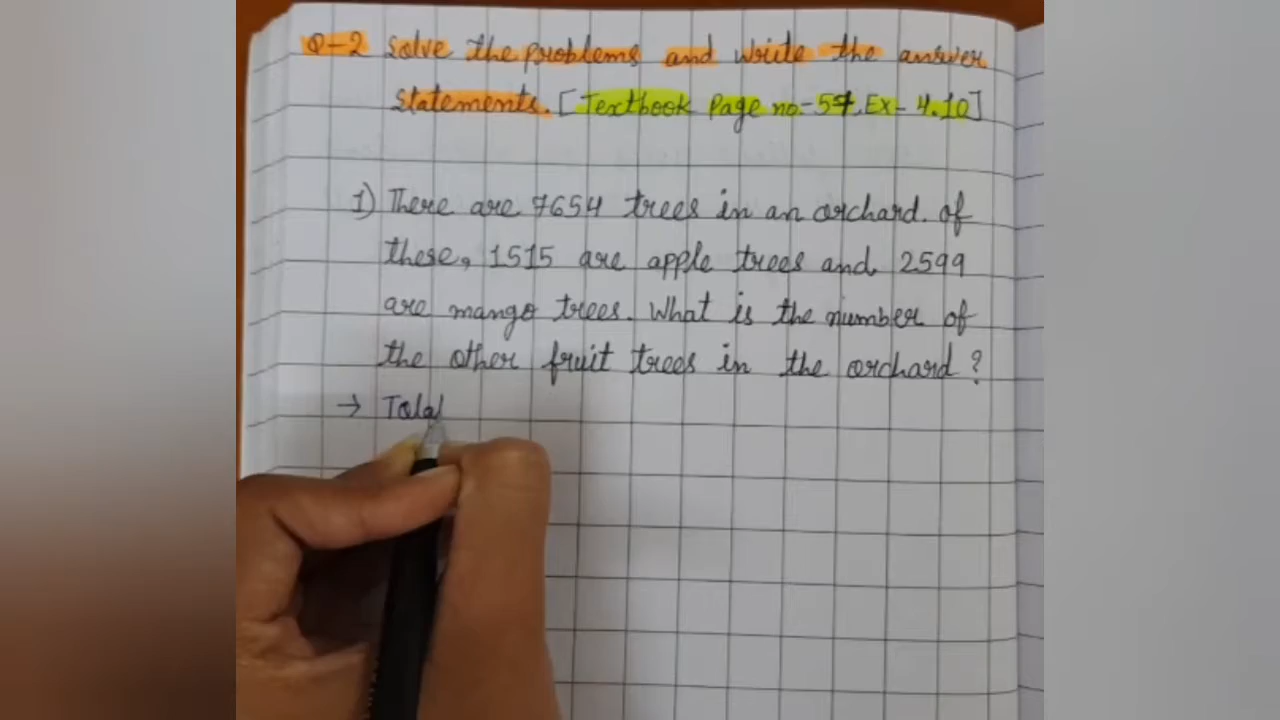 Q-2 Solve the problems and write the answer
statements. [Textbook Page no-57, Ex- 4.10]
1) There are 7654 trees in an orchard. of
these, 1515 are apple trees and 2599
are mango trees. What is the number of
the other fruit trees in the orchard?
→ Total